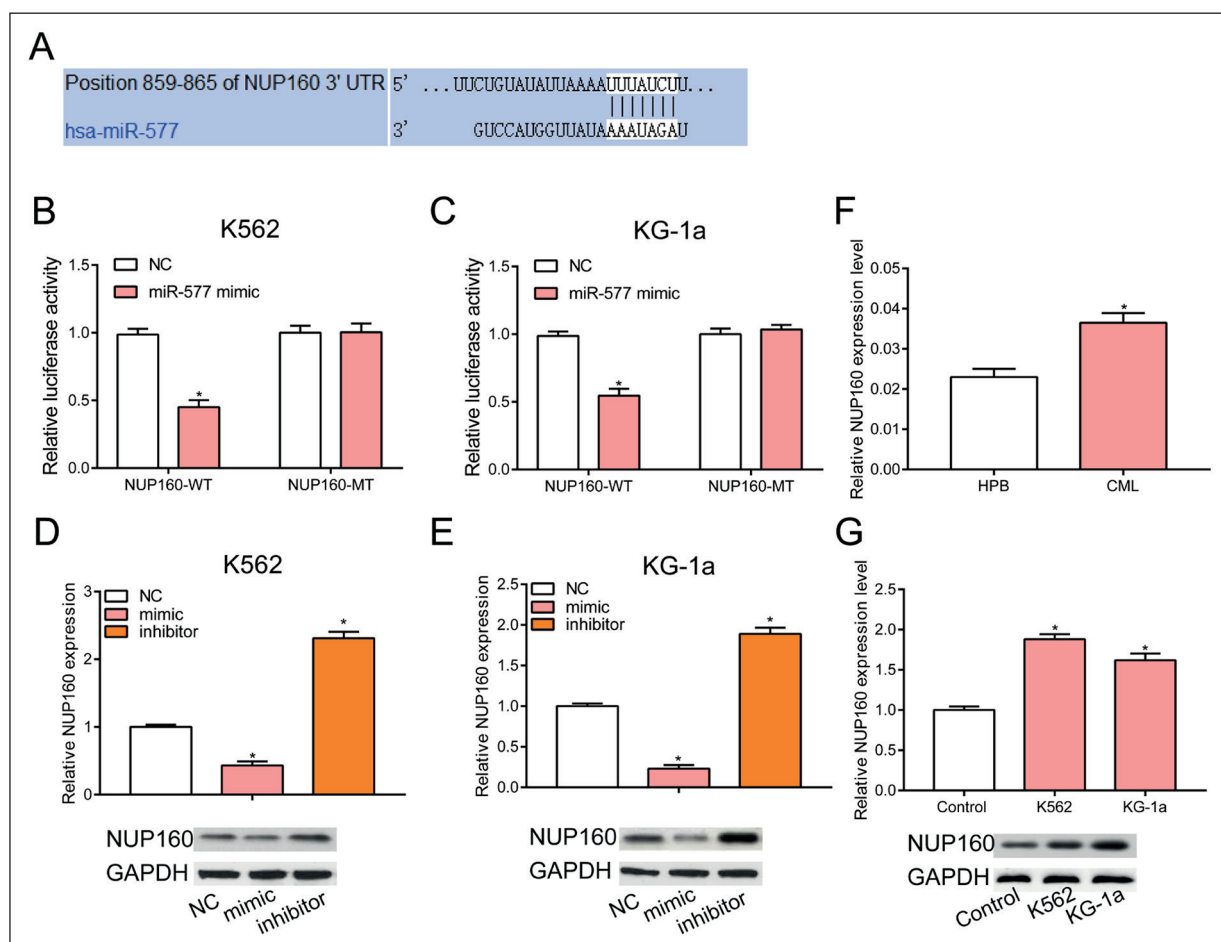 A
Position 859-865 of NUP160 3' UTR 5' ...UUCUGUAUAUUAAAAUUUAUCUU...
hsa-miR-577 3' GUCCAUGGUUAUAAAAUAGAU
B
K562
NC
miR-577 mimic
Relative luciferase activity
1.5
1.0
0.5
0.0
*
NUP160-WT NUP160-MT
C
KG-1a
NC
miR-577 mimic
Relative luciferase activity
1.5
1.0
0.5
0.0
*
NUP160-WT NUP160-MT
F
Relative NUP160 expression level
0.05
0.04
0.03
0.02
0.01
0.00
*
HPB CML
D
K562
NC
mimic
inhibitor
Relative NUP160 expression
3
2
1
0
* *
NUP160
GAPDH
NC mimic inhibitor
E
KG-1a
NC
mimic
inhibitor
Relative NUP160 expression
2.5
2.0
1.5
1.0
0.5
0.0
* *
NUP160
GAPDH
NC mimic inhibitor
G
Relative NUP160 expression level
2.5
2.0
1.5
1.0
0.5
0.0
* *
Control K562 KG-1a
NUP160
GAPDH
Control K562 KG-1a